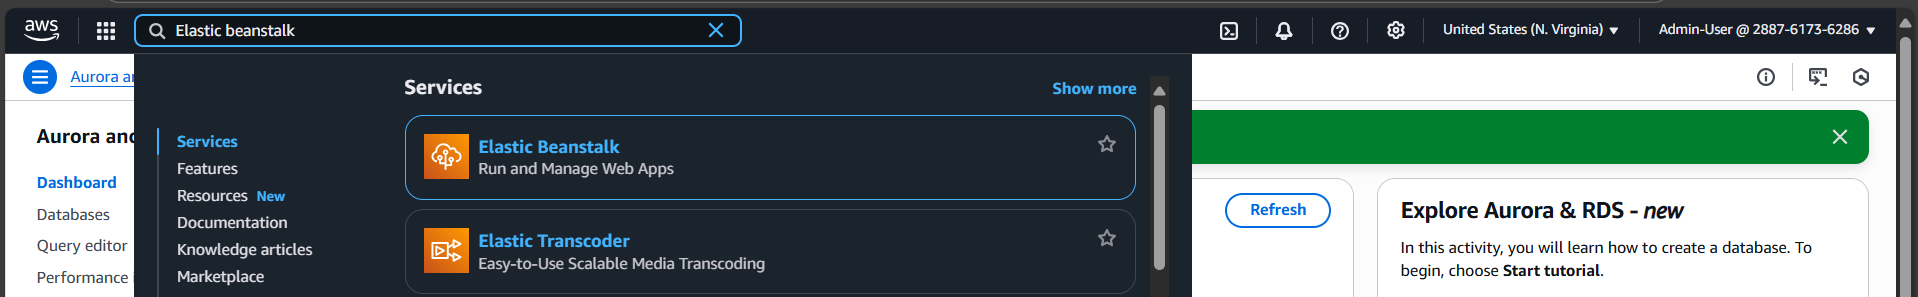 aws
Elastic beanstalk
United States (N. Virginia)
Admin-User @ 2887-6173-6286
Aurora an
Services
Show more
Aurora and
Services
Features
Resources New
Documentation
Knowledge articles
Marketplace
Elastic Beanstalk
Run and Manage Web Apps
Elastic Transcoder
Easy-to-Use Scalable Media Transcoding
Dashboard
Databases
Query editor
Performance
Refresh
Explore Aurora & RDS - new
In this activity, you will learn how to create a database. To
begin, choose Start tutorial.